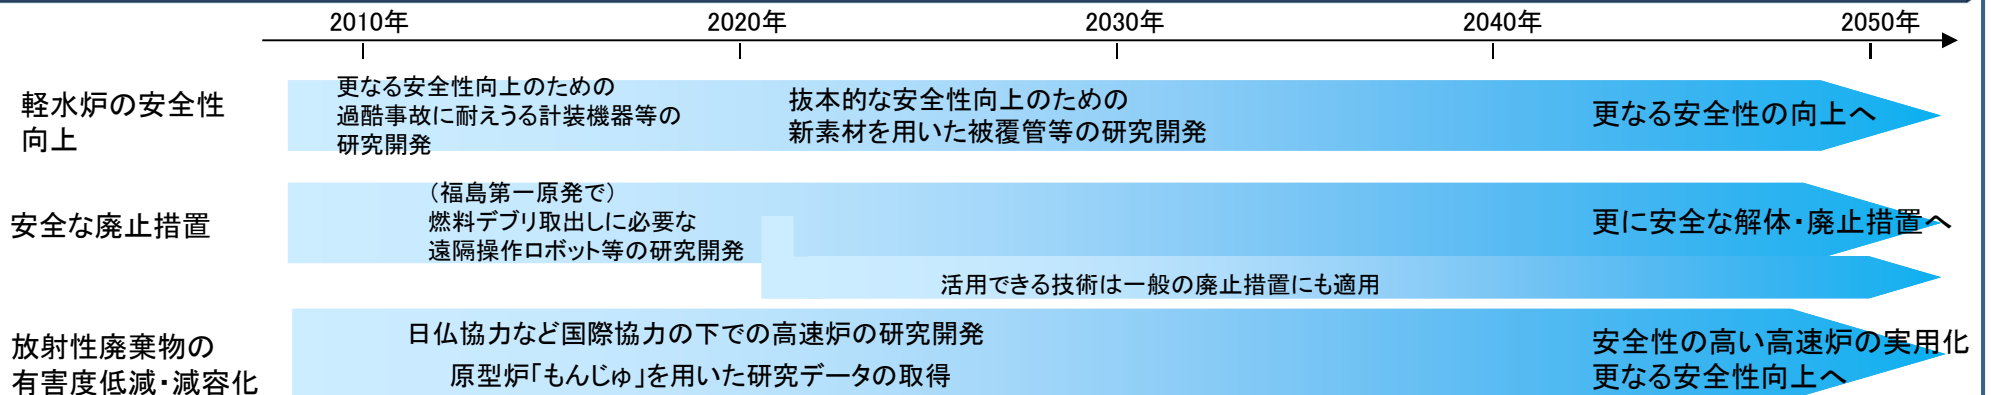 2010年 2020年 2030年 2040年 2050年
軽水炉の安全性
向上
更なる安全性向上のための
過酷事故に耐えうる計装機器等の
研究開発
抜本的な安全性向上のための
新素材を用いた被覆管等の研究開発
更なる安全性の向上へ
安全な廃止措置
(福島第一原発で)
燃料デブリ取出しに必要な
遠隔操作ロボット等の研究開発
更に安全な解体・廃止措置へ
活用できる技術は一般の廃止措置にも適用
放射性廃棄物の
有害度低減・減容化
日仏協力など国際協力の下での高速炉の研究開発
原型炉「もんじゅ」を用いた研究データの取得
安全性の高い高速炉の実用化
更なる安全性向上へ